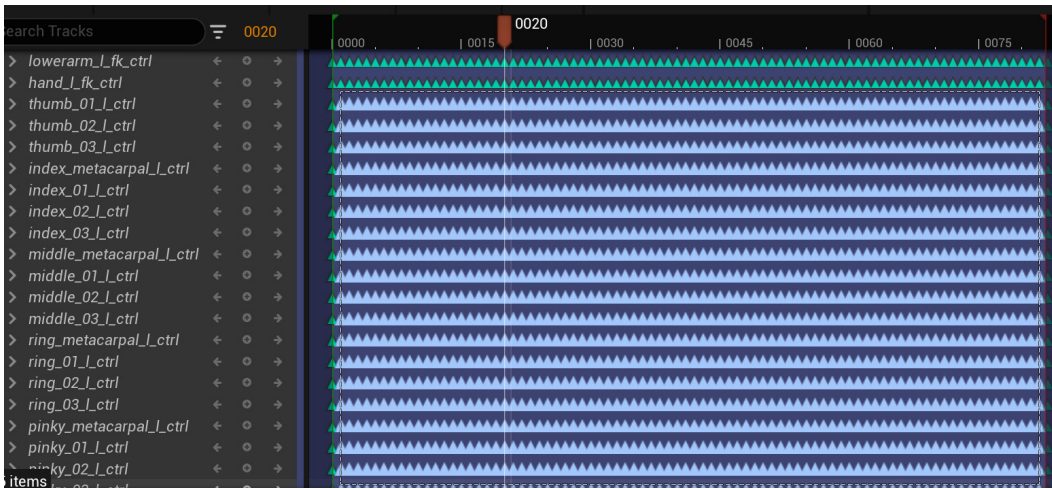 Search Tracks
0020
0020
0000
0015
0030
0045
0060
0075
lowerarm_l_fk_ctrl
hand_l_fk_ctrl
thumb_01_l_ctrl
thumb_02_l_ctrl
thumb_03_l_ctrl
index_metacarpal_l_ctrl
index_01_l_ctrl
index_02_l_ctrl
index_03_l_ctrl
middle_metacarpal_l_ctrl
middle_01_l_ctrl
middle_02_l_ctrl
middle_03_l_ctrl
ring_metacarpal_l_ctrl
ring_01_l_ctrl
ring_02_l_ctrl
ring_03_l_ctrl
pinky_metacarpal_l_ctrl
pinky_01_l_ctrl
pinky_02_l_ctrl
items